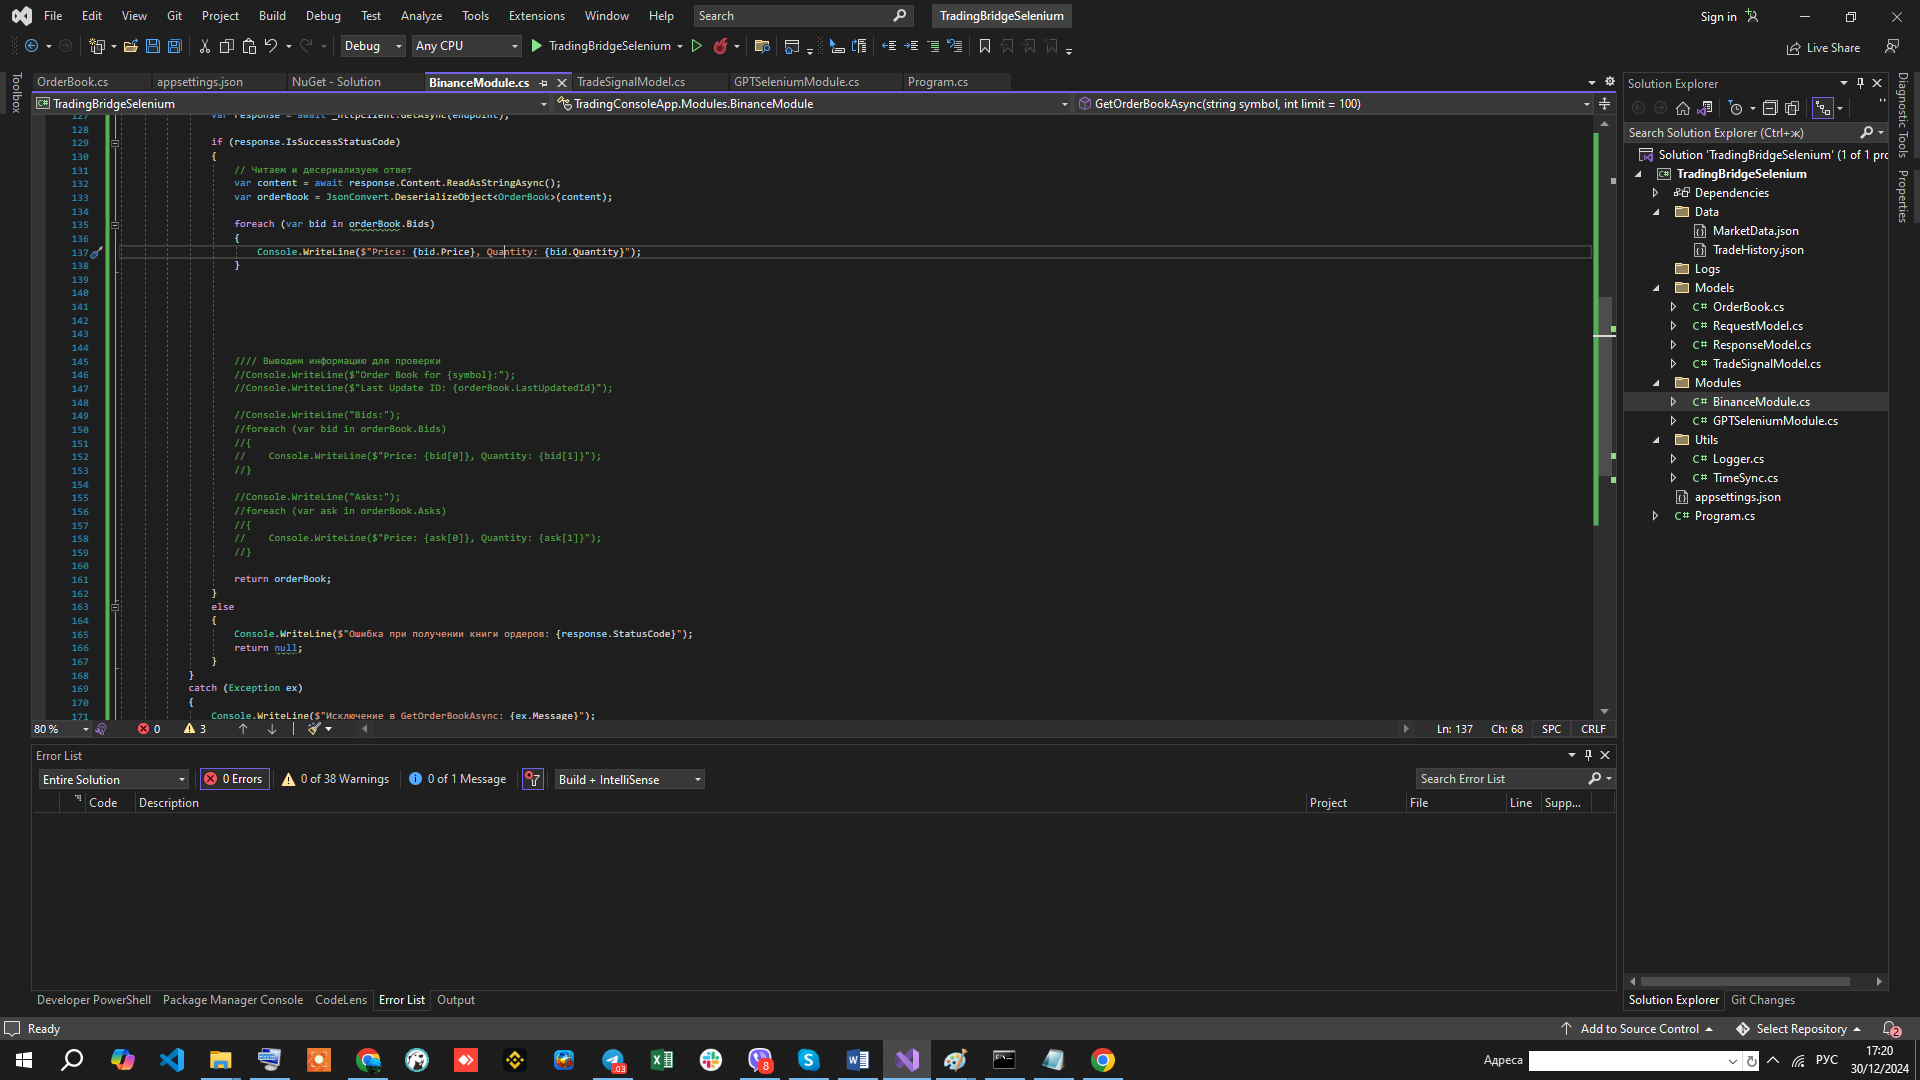 File Edit View Git Project Build Debug Test Analyze Tools Extensions Window Help Search TradingBridgeSelenium Sign in
Debug Any CPU TradingBridgeSelenium Live Share
Toolbox
OrderBook.cs appsettings.json NuGet - Solution BinanceModule.cs TradeSignalModel.cs GPTSeleniumModule.cs Program.cs
TradingBridgeSelenium TradingConsoleApp.Modules.BinanceModule GetOrderBookAsync(string symbol, int limit = 100)
127 var response = await _httpClient.GetAsync(endpoint);
128
129 if (response.IsSuccessStatusCode)
130 {
131 // Читаем и десериализуем ответ
132 var content = await response.Content.ReadAsStringAsync();
133 var orderBook = JsonConvert.DeserializeObject<OrderBook>(content);
134
135 foreach (var bid in orderBook.Bids)
136 {
137 Console.WriteLine($"Price: {bid.Price}, Quantity: {bid.Quantity}");
138 }
139
140
141
142
143
144
145 //// Выводим информацию для проверки
146 //Console.WriteLine($"Order Book for {symbol}:");
147 //Console.WriteLine($"Last Update ID: {orderBook.LastUpdatedId}");
148
149 //Console.WriteLine("Bids:");
150 //foreach (var bid in orderBook.Bids)
151 //{
152 // Console.WriteLine($"Price: {bid[0]}, Quantity: {bid[1]}");
153 //}
154
155 //Console.WriteLine("Asks:");
156 //foreach (var ask in orderBook.Asks)
157 //{
158 // Console.WriteLine($"Price: {ask[0]}, Quantity: {ask[1]}");
159 //}
160
161 return orderBook;
162 }
163 else
164 {
165 Console.WriteLine($"Ошибка при получении книги ордеров: {response.StatusCode}");
166 return null;
167 }
168 }
169 catch (Exception ex)
170 {
171 Console.WriteLine($"Исключение в GetOrderBookAsync: {ex.Message}");
80 % 0 3 Ln: 137 Ch: 68 SPC CRLF
Error List
Entire Solution 0 Errors 0 of 38 Warnings 0 of 1 Message Build + IntelliSense Search Error List
Code Description Project File Line Supp...
Developer PowerShell Package Manager Console CodeLens Error List Output
Solution Explorer
Search Solution Explorer (Ctrl+ж)
Solution 'TradingBridgeSelenium' (1 of 1 pro
TradingBridgeSelenium
Dependencies
Data
MarketData.json
TradeHistory.json
Logs
Models
OrderBook.cs
RequestModel.cs
ResponseModel.cs
TradeSignalModel.cs
Modules
BinanceModule.cs
GPTSeleniumModule.cs
Utils
Logger.cs
TimeSync.cs
appsettings.json
Program.cs
Solution Explorer Git Changes
Diagnostic Tools
Properties
Ready Add to Source Control Select Repository 2
03 8 Адреса РУС 17:20
30/12/2024